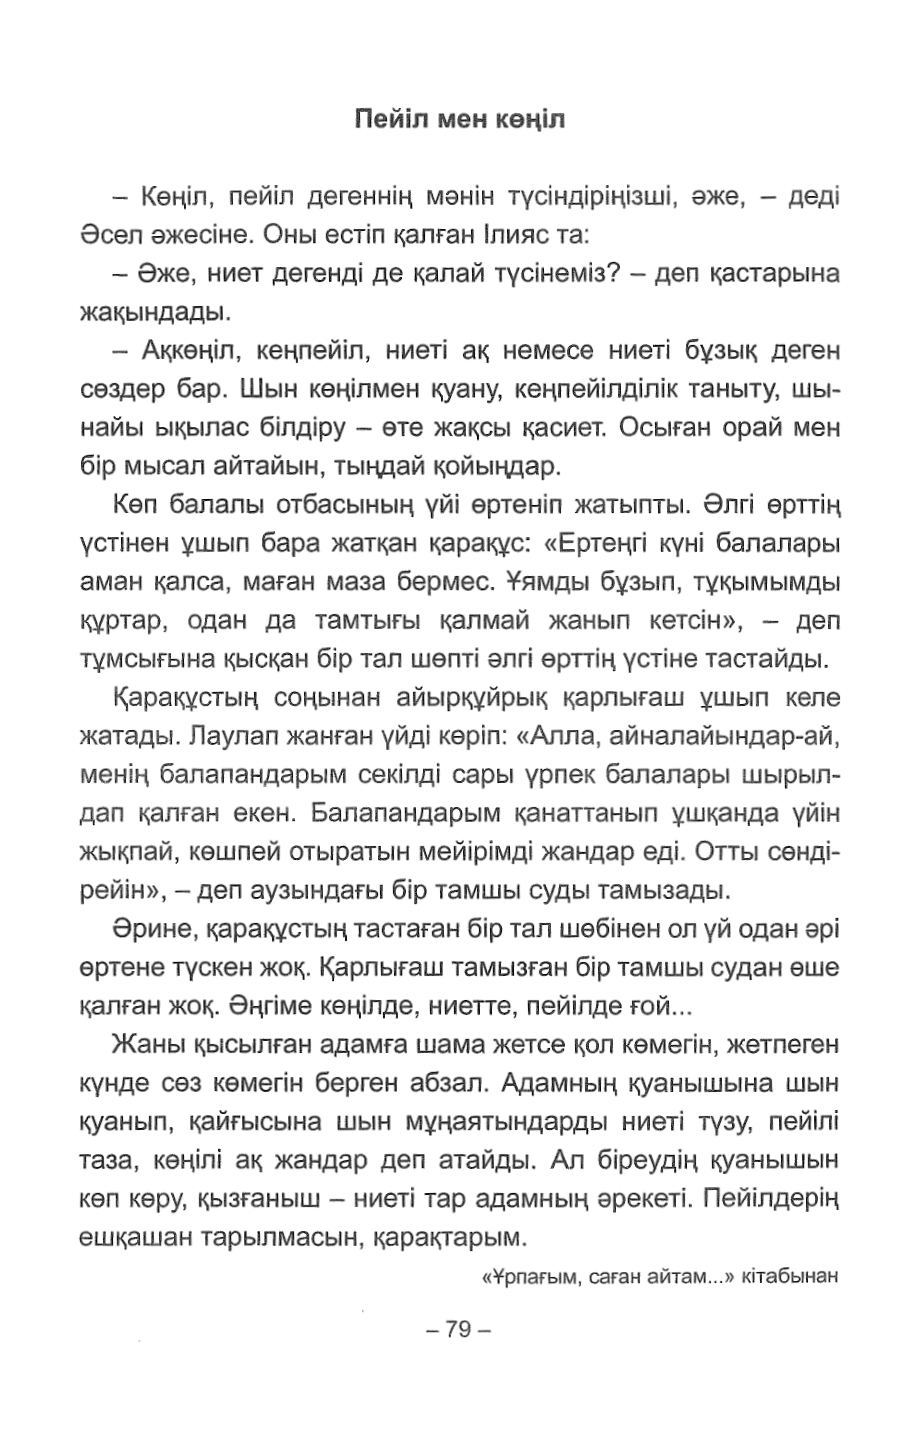 Пейіл мен көңіл
– Көңіл, пейіл дегеннің мәнін түсіндіріңізші, әже, – деді
Әсел әжесіне. Оны естіп қалған Ілияс та:
– Әже, ниет дегенді де қалай түсінеміз? – деп қастарына
жақындады.
– Ақкөңіл, кеңпейіл, ниеті ақ немесе ниеті бұзық деген
сөздер бар. Шын көңілмен қуану, кеңпейілділік таныту, шы-
найы ықылас білдіру – өте жақсы қасиет. Осыған орай мен
бір мысал айтайын, тыңдай қойыңдар.
Көп балалы отбасының үйі өртеніп жатыпты. Әлгі өрттің
үстінен ұшып бара жатқан қарақұс: «Ертеңгі күні балалары
аман қалса, маған маза бермес. Ұямды бұзып, тұқымымды
құртар, одан да тамтығы қалмай жанып кетсін», – деп
тұмсығына қысқан бір тал шөпті әлгі өрттің үстіне тастайды.
Қарақұстың соңынан айырқұйрық қарлығаш ұшып келе
жатады. Лаулап жанған үйді көріп: «Алла, айналайындар-ай,
менің балапандарым секілді сары үрпек балалары шырыл-
дап қалған екен. Балапандарым қанаттанып ұшқанда үйін
жықпай, көшпей отыратын мейірімді жандар еді. Отты сөнді-
рейін», – деп аузындағы бір тамшы суды тамызады.
Әрине, қарақұстың тастаған бір тал шөбінен ол үй одан әрі
өртене түскен жоқ. Қарлығаш тамызған бір тамшы судан өше
қалған жоқ. Әңгіме көңілде, ниетте, пейілде ғой...
Жаны қысылған адамға шама жетсе қол көмегін, жетпеген
күнде сөз көмегін берген абзал. Адамның қуанышына шын
қуанып, қайғысына шын мұңаятындарды ниеті түзу, пейілі
таза, көңілі ақ жандар деп атайды. Ал біреудің қуанышын
көп көру, қызғаныш – ниеті тар адамның әрекеті. Пейілдерің
ешқашан тарылмасын, қарақтарым.
«Ұрпағым, саған айтам...» кітабынан
– 79 –